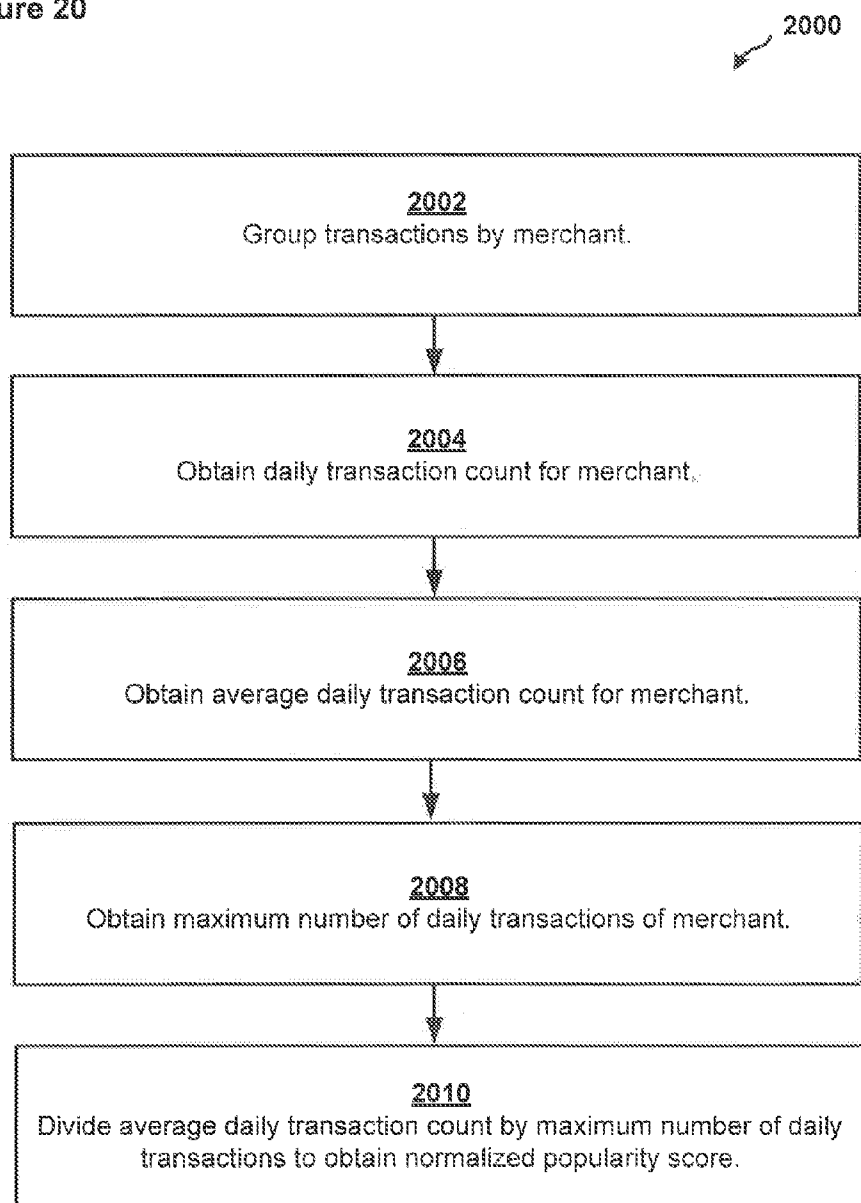 ure 20
2000
2002
Group transactions by merchant.
2004
Obtain daily transaction count for merchant.
2006
Obtain average daily transaction count for merchant.
2008
Obtain maximum number of daily transactions of merchant.
2010
Divide average daily transaction count by maximum number of daily
transactions to obtain normalized popularity score.